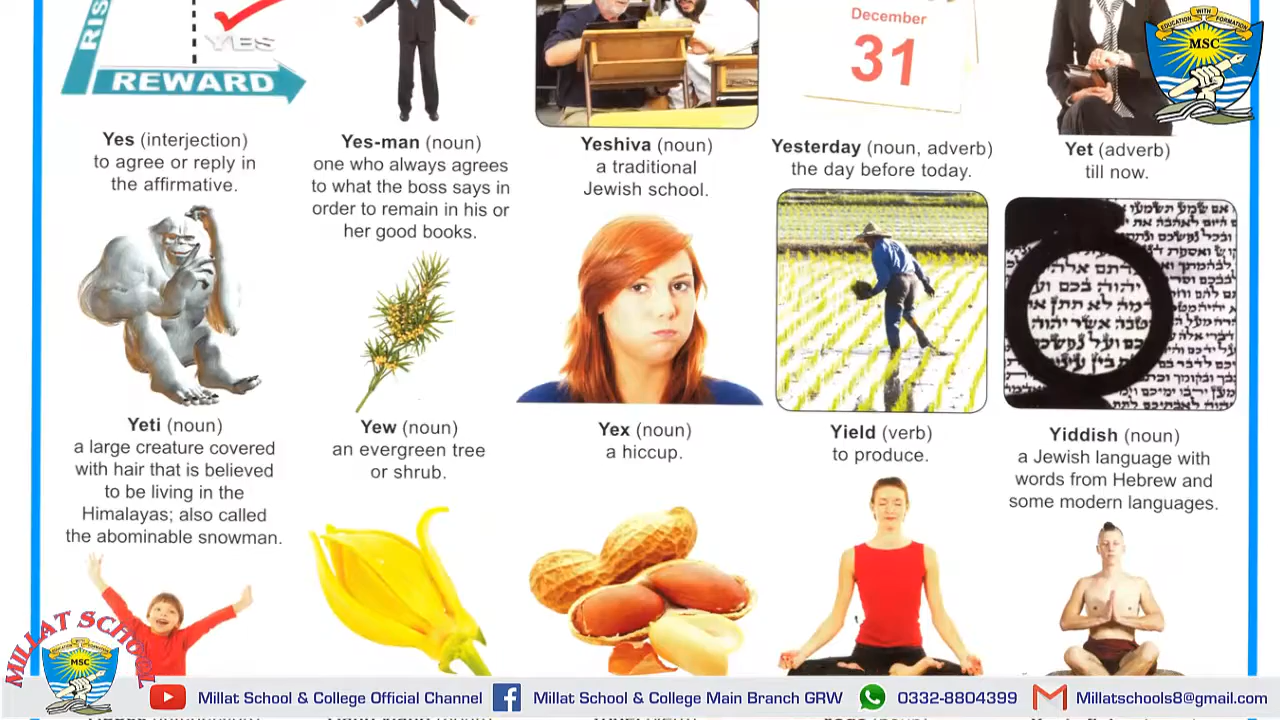 RIS
YES
REWARD
December
31
EDUCATION WITH FORMATION
MSC
Yes (interjection)
to agree or reply in
the affirmative.
Yes-man (noun)
one who always agrees
to what the boss says in
order to remain in his or
her good books.
Yeshiva (noun)
a traditional
Jewish school.
Yesterday (noun, adverb)
the day before today.
Yet (adverb)
till now.
Yeti (noun)
a large creature covered
with hair that is believed
to be living in the
Himalayas; also called
the abominable snowman.
Yew (noun)
an evergreen tree
or shrub.
Yex (noun)
a hiccup.
Yield (verb)
to produce.
Yiddish (noun)
a Jewish language with
words from Hebrew and
some modern languages.
MILLAT SCHOOL
MSC
Millat School & College Official Channel
Millat School & College Main Branch GRW
0332-8804399
Millatschools8@gmail.com